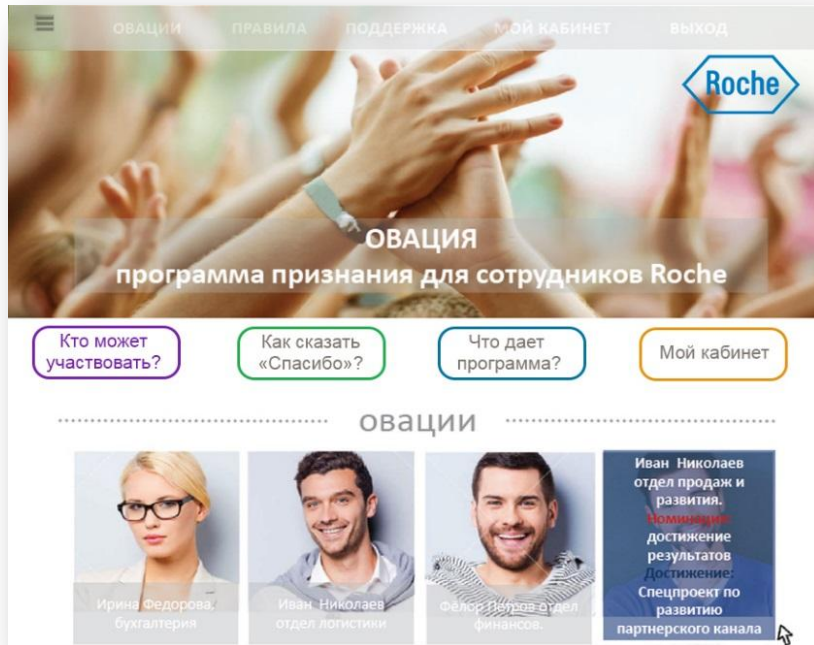 ОВАЦИИ ПРАВИЛА ПОДДЕРЖКА МОЙ КАБИНЕТ ВЫХОД
Roche
ОВАЦИЯ
программа признания для сотрудников Roche
Кто может
участвовать?
Как сказать
«Спасибо»?
Что дает
программа?
Мой кабинет
овации
Ирина Федорова,
бухгалтерия
Иван Николаев
отдел логистики
Фёдор Петров отдел
финансов.
Иван Николаев
отдел продаж и
развития.
Номинация:
достижение
результатов
Достижение:
Спецпроект по
развитию
партнерского канала